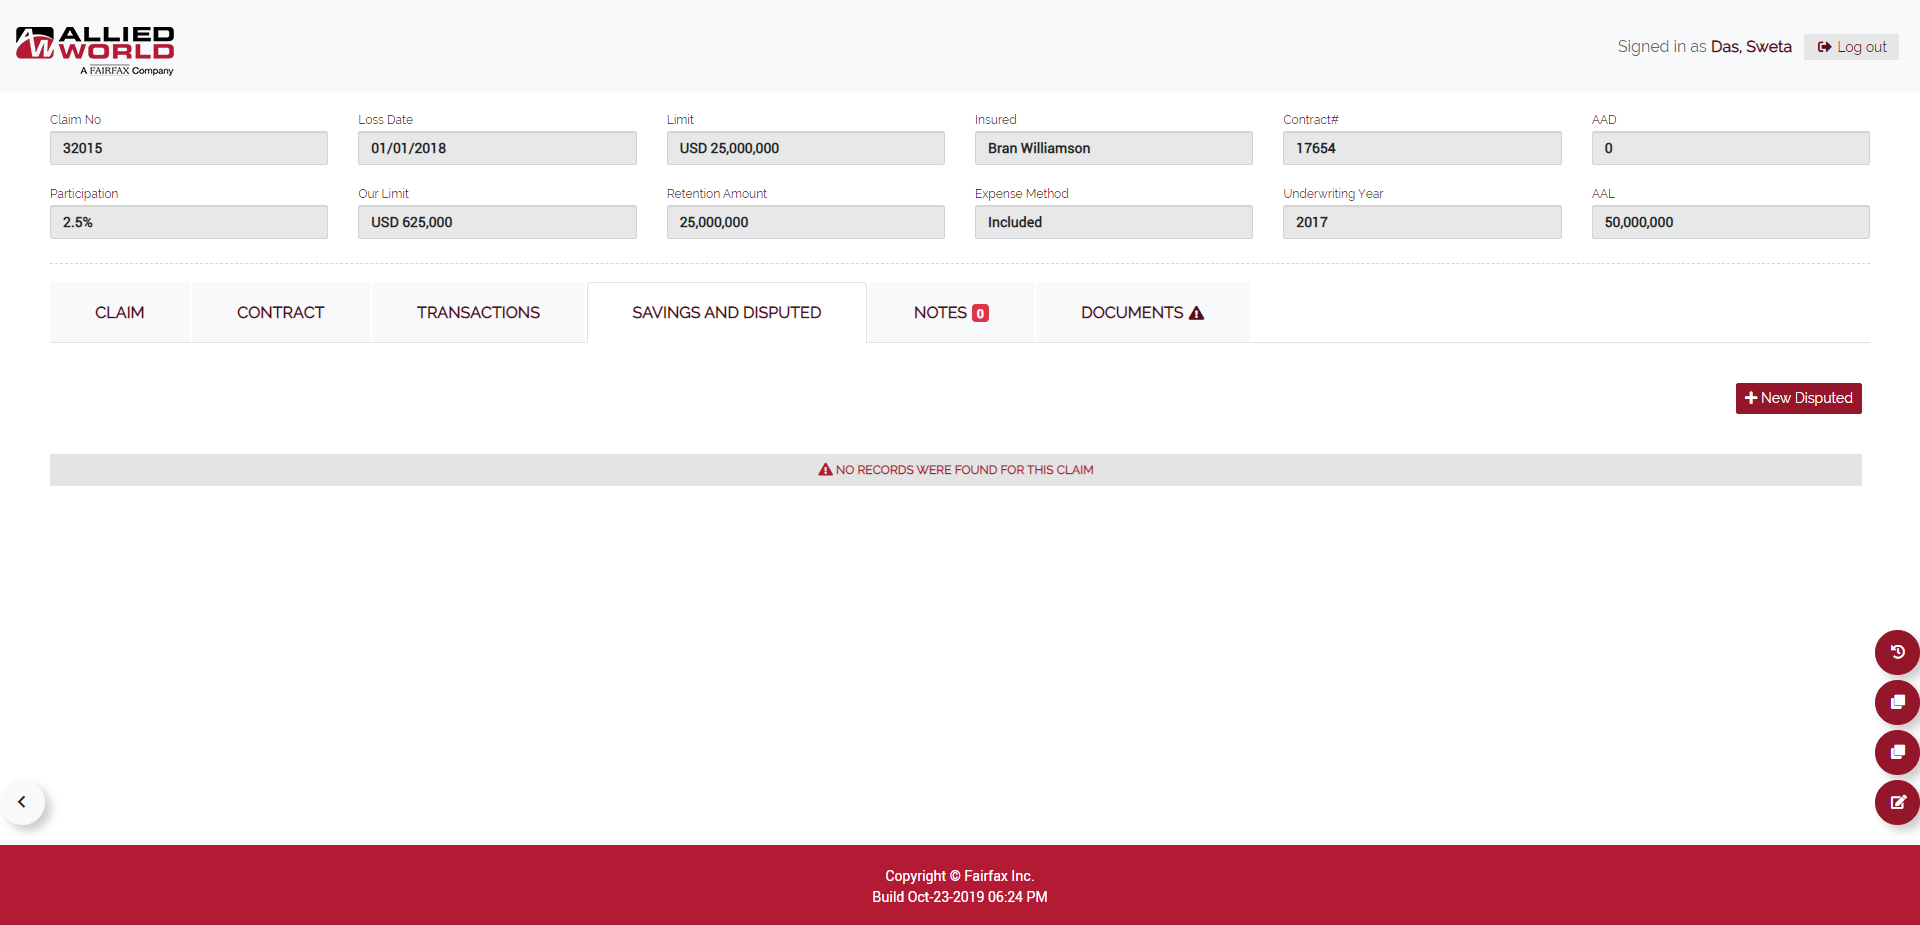 ALLIED
WORLD
A FAIRFAX Company
Signed in as Das, Sweta
Log out
Claim No
Loss Date
Limit
Insured
Contract#
AAD
32015
01/01/2018
USD 25,000,000
Bran Williamson
17654
0
Participation
Our Limit
Retention Amount
Expense Method
Underwriting Year
AAL
2.5%
USD 625,000
25,000,000
Included
2017
50,000,000
CLAIM
CONTRACT
TRANSACTIONS
SAVINGS AND DISPUTED
NOTES 0
DOCUMENTS
New Disputed
NO RECORDS WERE FOUND FOR THIS CLAIM
Copyright © Fairfax Inc.
Build Oct-23-2019 06:24 PM